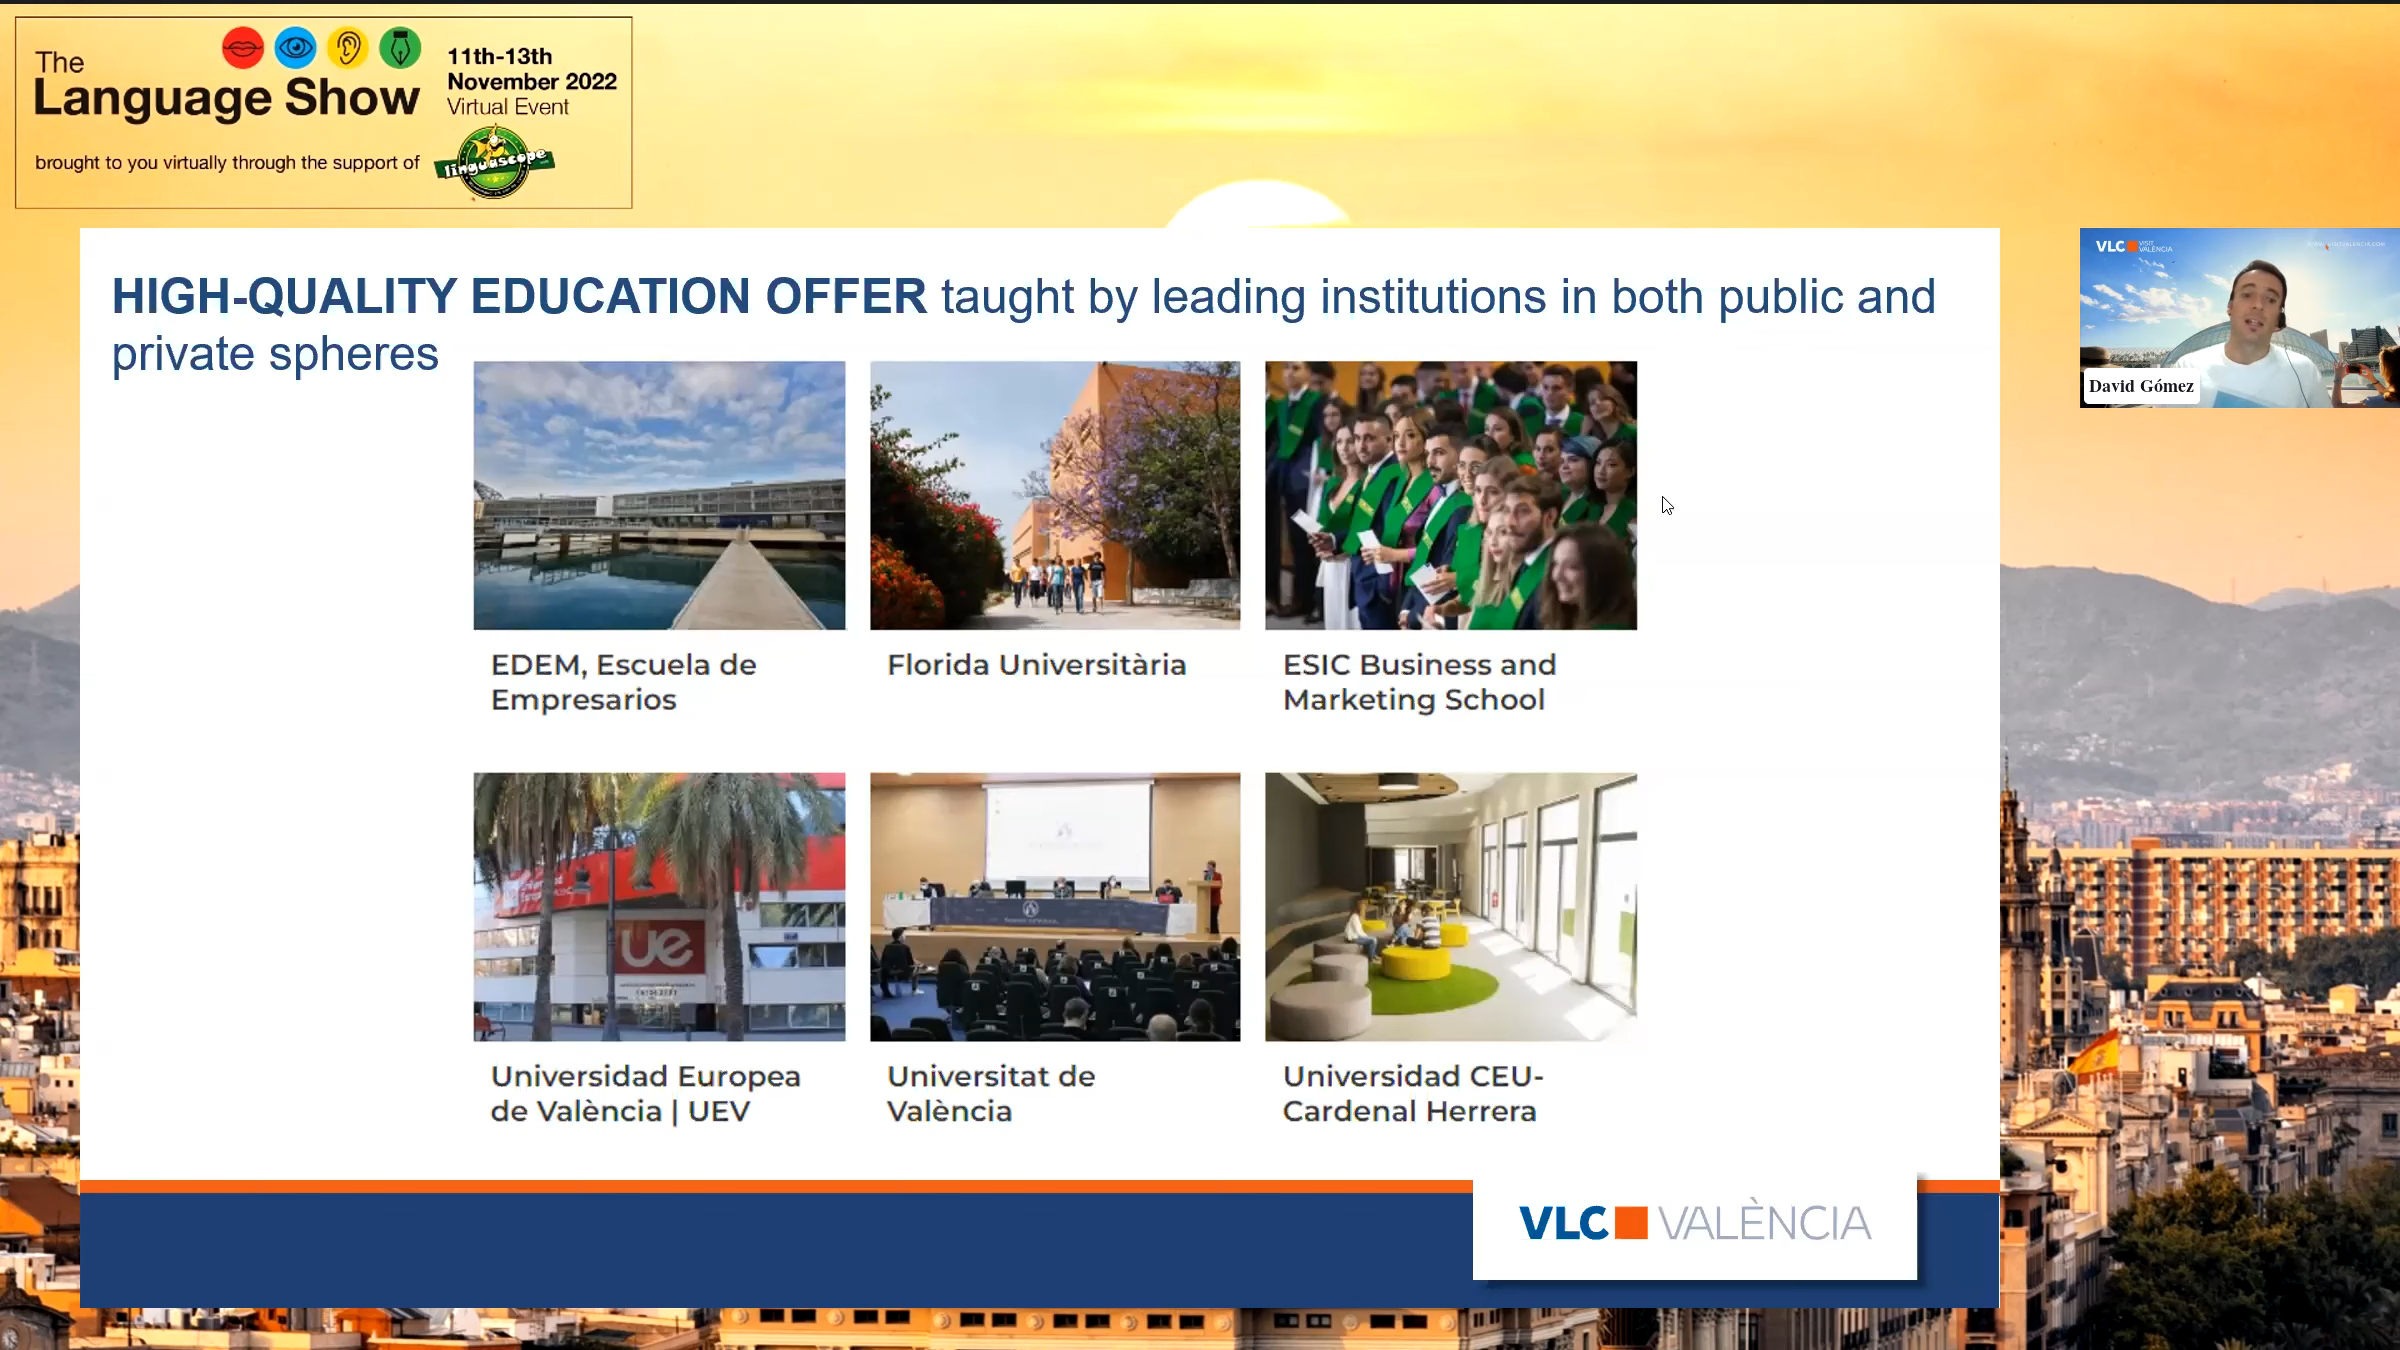 The
Language Show
11th-13th
November 2022
Virtual Event
brought to you virtually through the support of
linguascope
HIGH-QUALITY EDUCATION OFFER taught by leading institutions in both public and
private spheres
VLC VISIT
VALÈNCIA
David Gómez
EDEM, Escuela de
Empresarios
Florida Universitària
ESIC Business and
Marketing School
ue
Universidad Europea
de València | UEV
Universitat de
València
Universidad CEU-
Cardenal Herrera
VLC VALÈNCIA